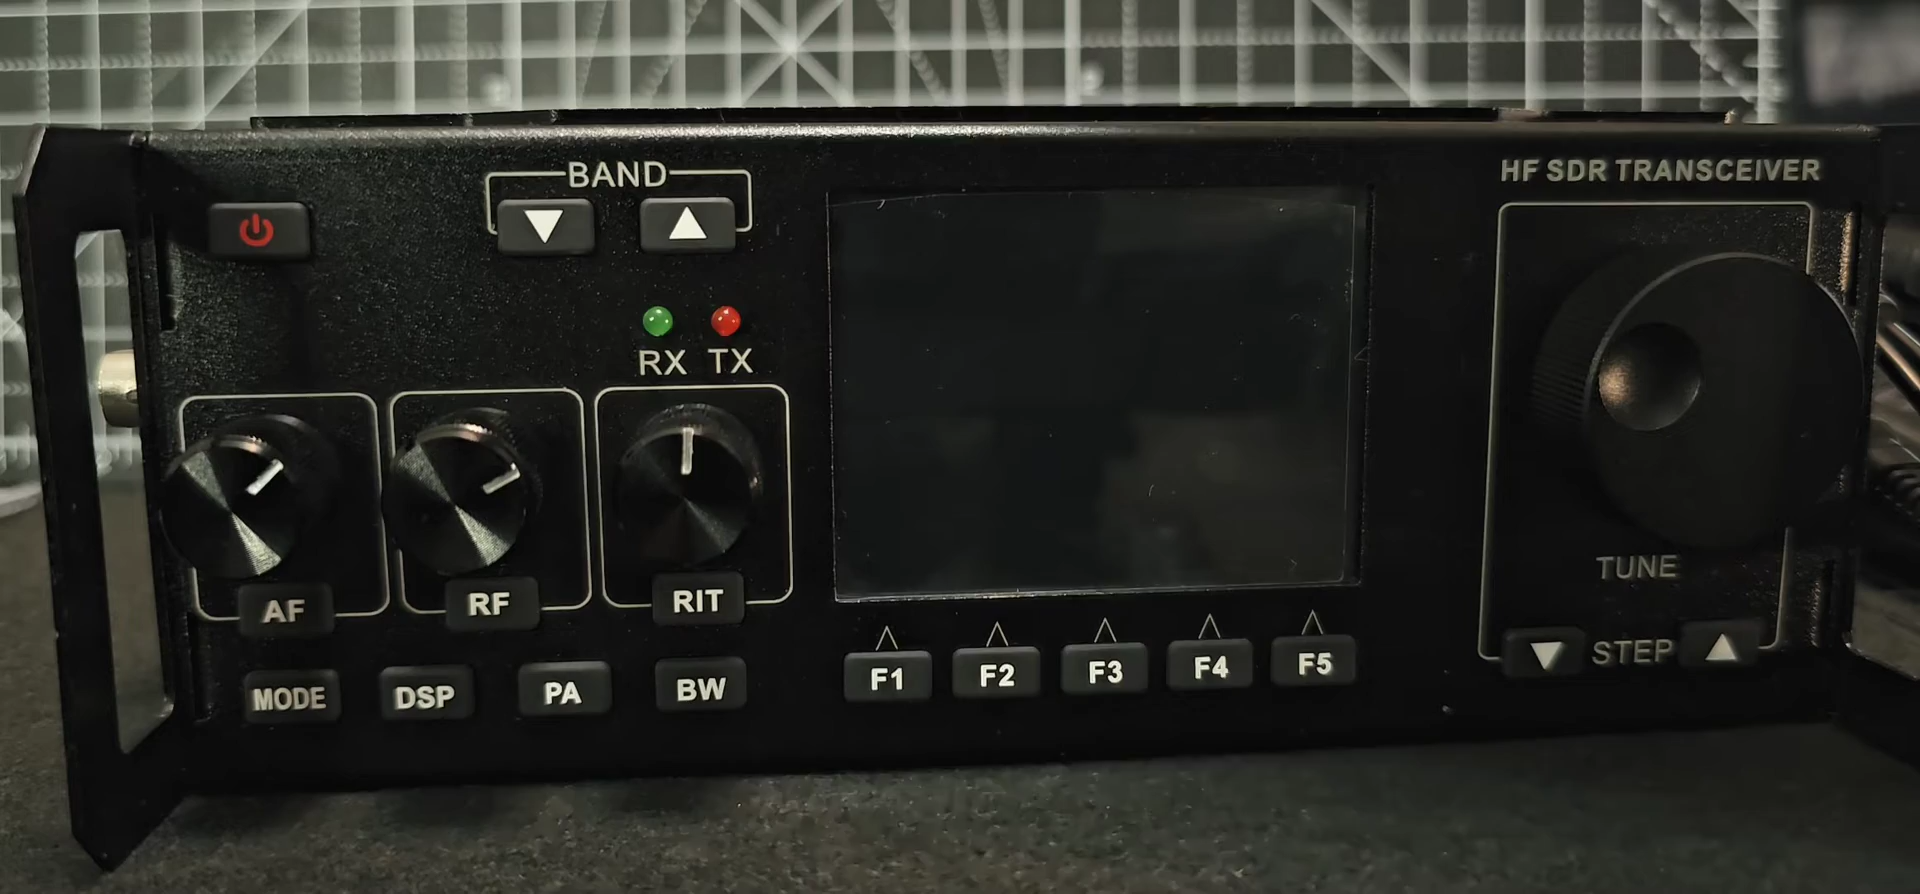 BAND
HF SDR TRANSCEIVER
RX TX
AF RF RIT
TUNE
STEP
F1 F2 F3 F4 F5
MODE DSP PA BW